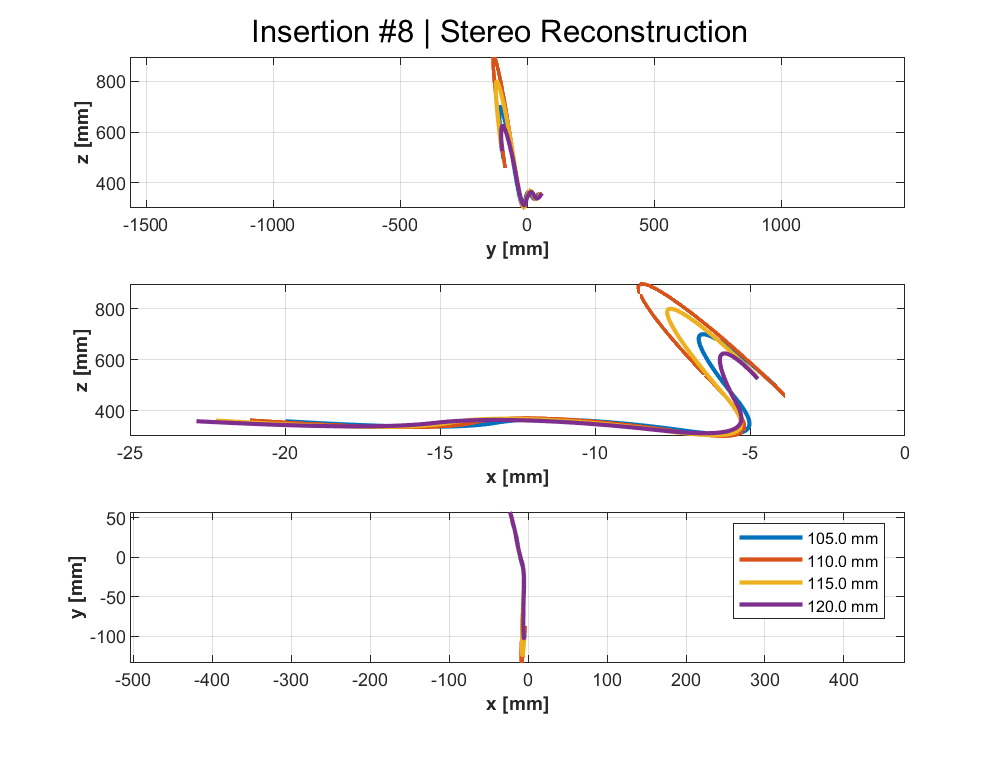 Insertion #8 | Stereo Reconstruction
800
600
400
z [mm]
-1500 -1000 -500 0 500 1000
y [mm]
800
600
400
z [mm]
-25 -20 -15 -10 -5 0
x [mm]
50
0
-50
-100
y [mm]
105.0 mm
110.0 mm
115.0 mm
120.0 mm
-500 -400 -300 -200 -100 0 100 200 300 400
x [mm]